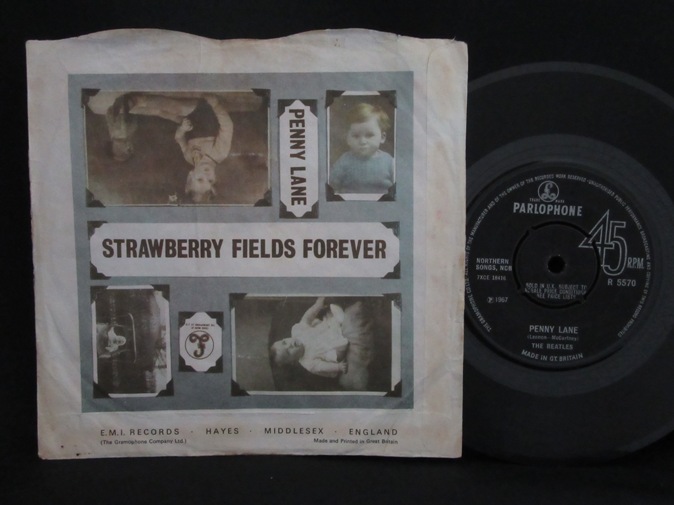 PENNY LANE
STRAWBERRY FIELDS FOREVER
E.M.I. RECORDS · HAYES · MIDDLESEX · ENGLAND
(The Gramophone Company Ltd.) Made and Printed in Great Britain
PARLOPHONE
45
R.P.M.
NORTHERN
SONGS, NCB
R 5570
SOLD IN U.K. SUBJECT TO
RESALE PRICE CONDITIONS
SEE PRICE LISTS
℗ 1967
PENNY LANE
(Lennon - McCartney)
THE BEATLES
MADE IN GT. BRITAIN